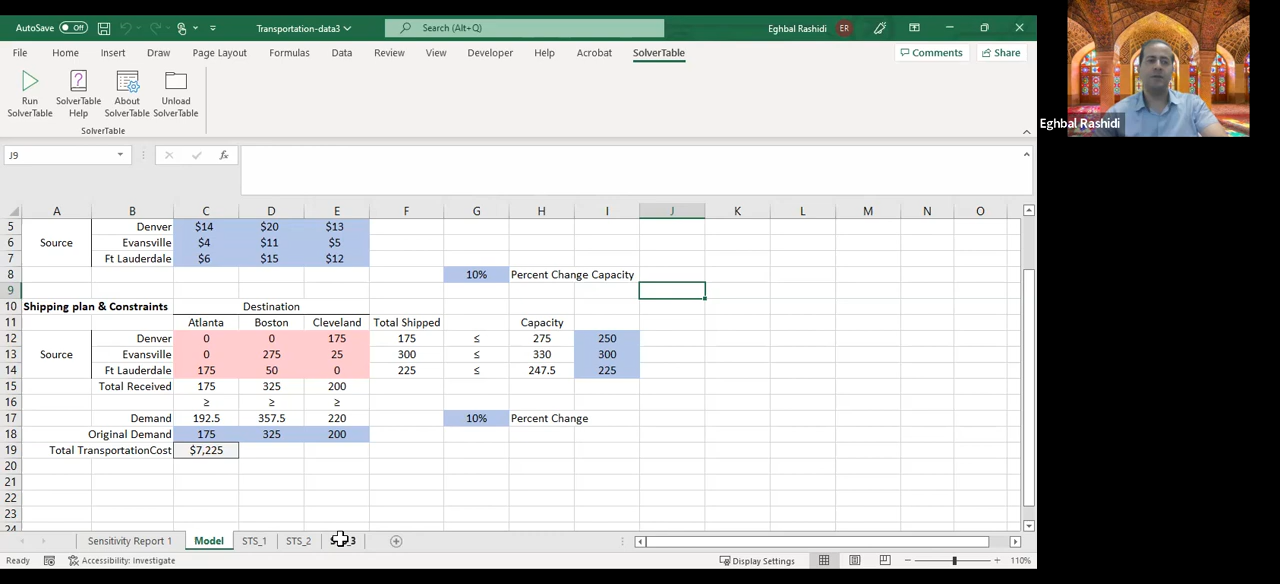 AutoSave Off Transportation-data3 Search (Alt+Q) Eghbal Rashidi ER
File Home Insert Draw Page Layout Formulas Data Review View Developer Help Acrobat SolverTable Comments Share
Run SolverTable
SolverTable Help
About SolverTable
Unload SolverTable
SolverTable
Eghbal Rashidi
J9 fx
A B C D E F G H I J K L M N O
5 Denver $14 $20 $13
6 Source Evansville $4 $11 $5
7 Ft Lauderdale $6 $15 $12
8 10% Percent Change Capacity
9
10 Shipping plan & Constraints Destination
11 Atlanta Boston Cleveland Total Shipped Capacity
12 Denver 0 0 175 175 ≤ 275 250
13 Source Evansville 0 275 25 300 ≤ 330 300
14 Ft Lauderdale 175 50 0 225 ≤ 247.5 225
15 Total Received 175 325 200
16 ≥ ≥ ≥
17 Demand 192.5 357.5 220 10% Percent Change
18 Original Demand 175 325 200
19 Total TransportationCost $7,225
20
21
22
23
24
Sensitivity Report 1 Model STS_1 STS_2
Ready Accessibility: Investigate Display Settings 110%